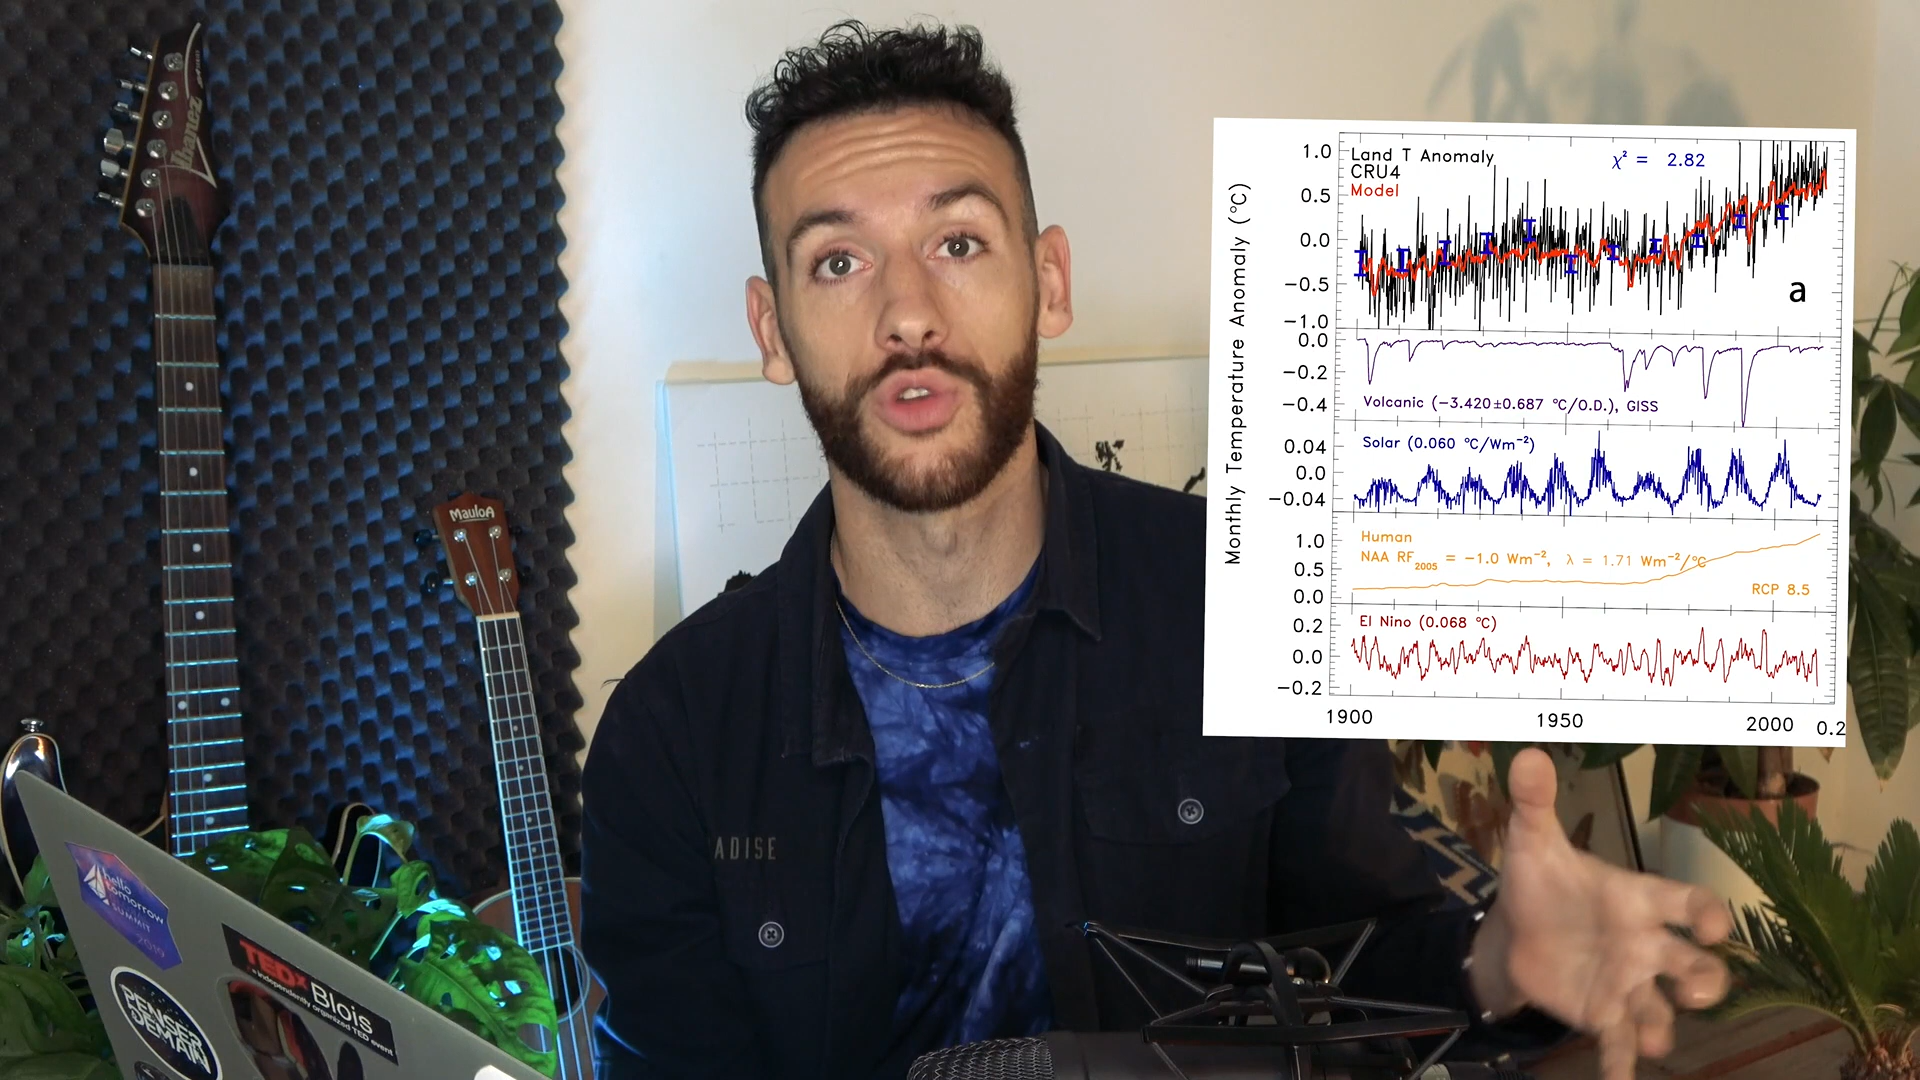 Ibanez
MauloA
ADISE
hello
tomorrow
SUMMIT
2019
TEDx Blois
x independently organized TED event
PENSER
DEMAIN
Monthly Temperature Anomaly (°C)
1.0
0.5
0.0
−0.5
−1.0
Land T Anomaly
CRU4
Model
χ² = 2.82
a
0.0
−0.2
−0.4
Volcanic (−3.420±0.687 °C/O.D.), GISS
0.04
0.0
−0.04
Solar (0.060 °C/Wm⁻²)
1.0
0.5
0.0
Human
NAA RF₂₀₀₅ = −1.0 Wm⁻², λ = 1.71 Wm⁻²/°C
RCP 8.5
0.2
0.0
−0.2
El Nino (0.068 °C)
1900 1950 2000 0.2